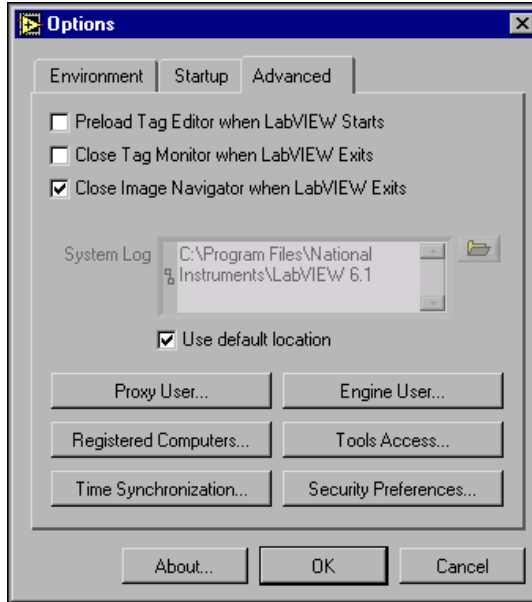 Options
Environment Startup Advanced
Preload Tag Editor when LabVIEW Starts
Close Tag Monitor when LabVIEW Exits
Close Image Navigator when LabVIEW Exits
System Log
C:\Program Files\National
Instruments\LabVIEW 6.1
Use default location
Proxy User... Engine User...
Registered Computers... Tools Access...
Time Synchronization... Security Preferences...
About... OK Cancel